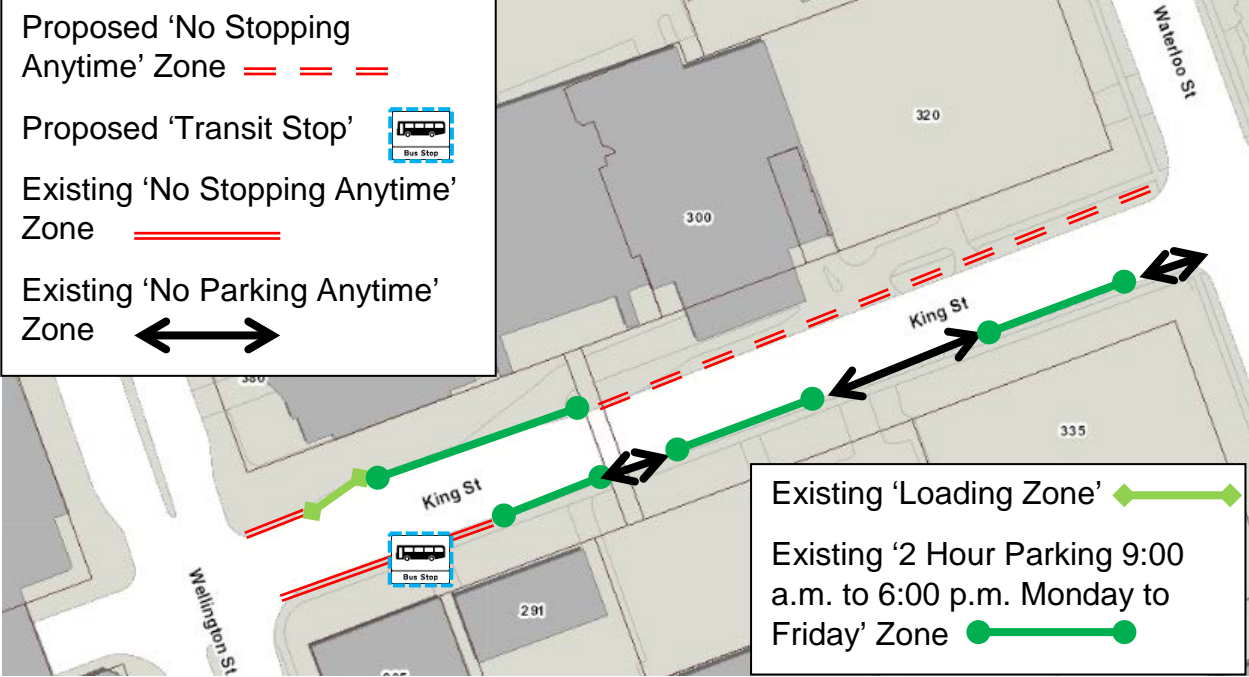 Proposed ‘No Stopping
Anytime’ Zone
Proposed ‘Transit Stop’
Bus Stop
Existing ‘No Stopping Anytime’
Zone
Existing ‘No Parking Anytime’
Zone
Waterloo St
320
300
King St
380
335
King St
Bus Stop
291
Wellington St
Existing ‘Loading Zone’
Existing ‘2 Hour Parking 9:00
a.m. to 6:00 p.m. Monday to
Friday’ Zone